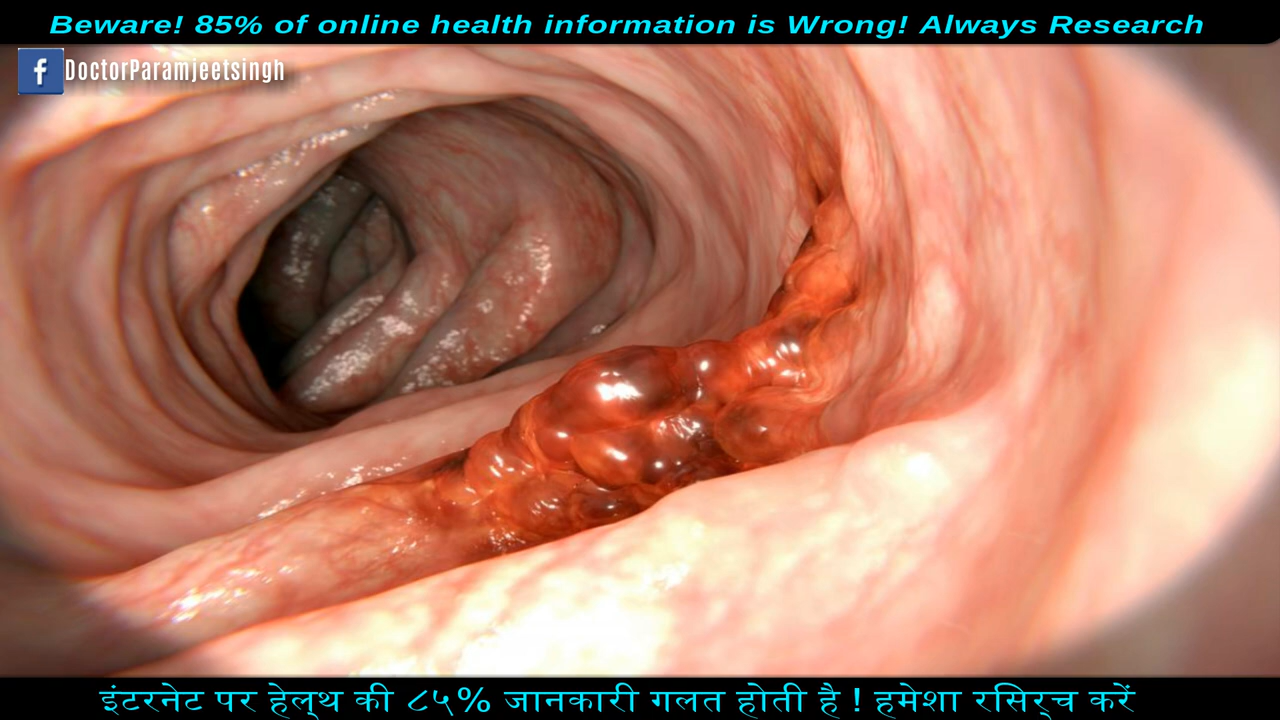 Beware! 85% of online health information is Wrong! Always Research
DoctorParamjeetsingh
इंटरनेट पर हेल्थ की ८५% जानकारी गलत होती है ! हमेशा रिसर्च करें